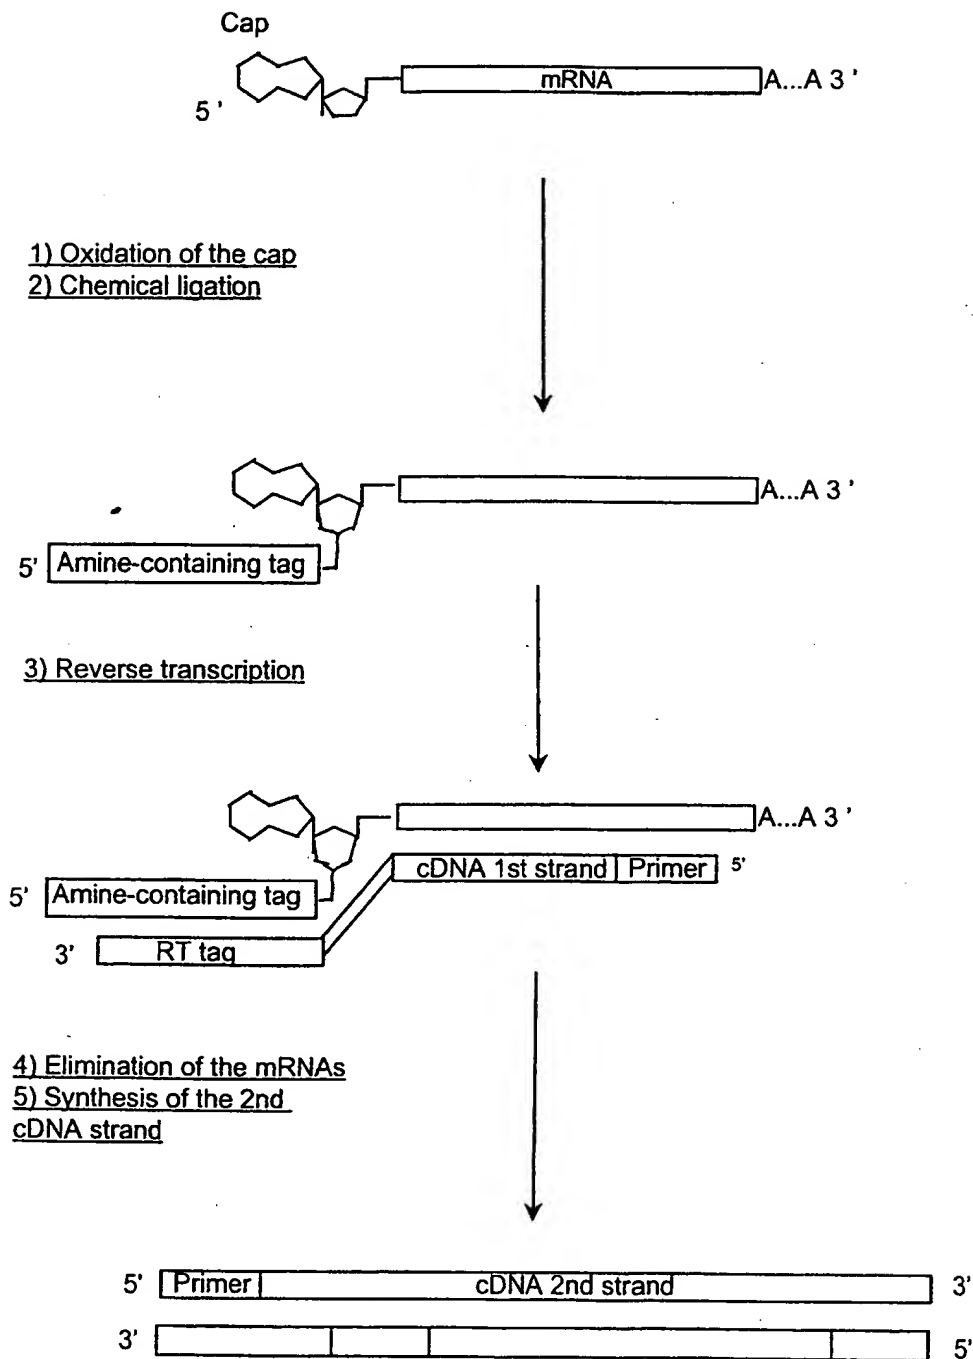 Cap
mRNA A...A 3 '
5 '
1) Oxidation of the cap
2) Chemical ligation
A...A 3 '
5' Amine-containing tag
3) Reverse transcription
A...A 3 '
cDNA 1st strand Primer 5'
5' Amine-containing tag
3' RT tag
4) Elimination of the mRNAs
5) Synthesis of the 2nd
cDNA strand
5' Primer cDNA 2nd strand 3'
3' 5'